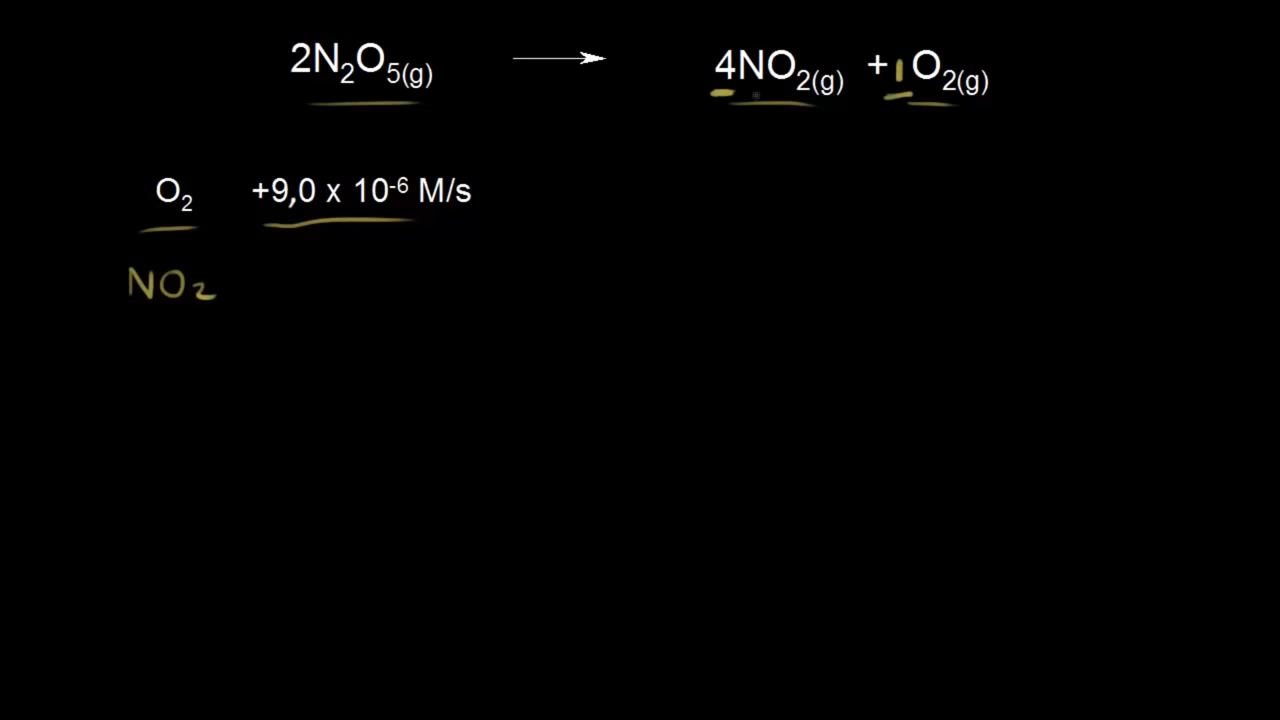 2N₂O₅(g) ⟶ 4NO₂(g) + 1 O₂(g)
O₂ +9,0 x 10⁻⁶ M/s
NO₂